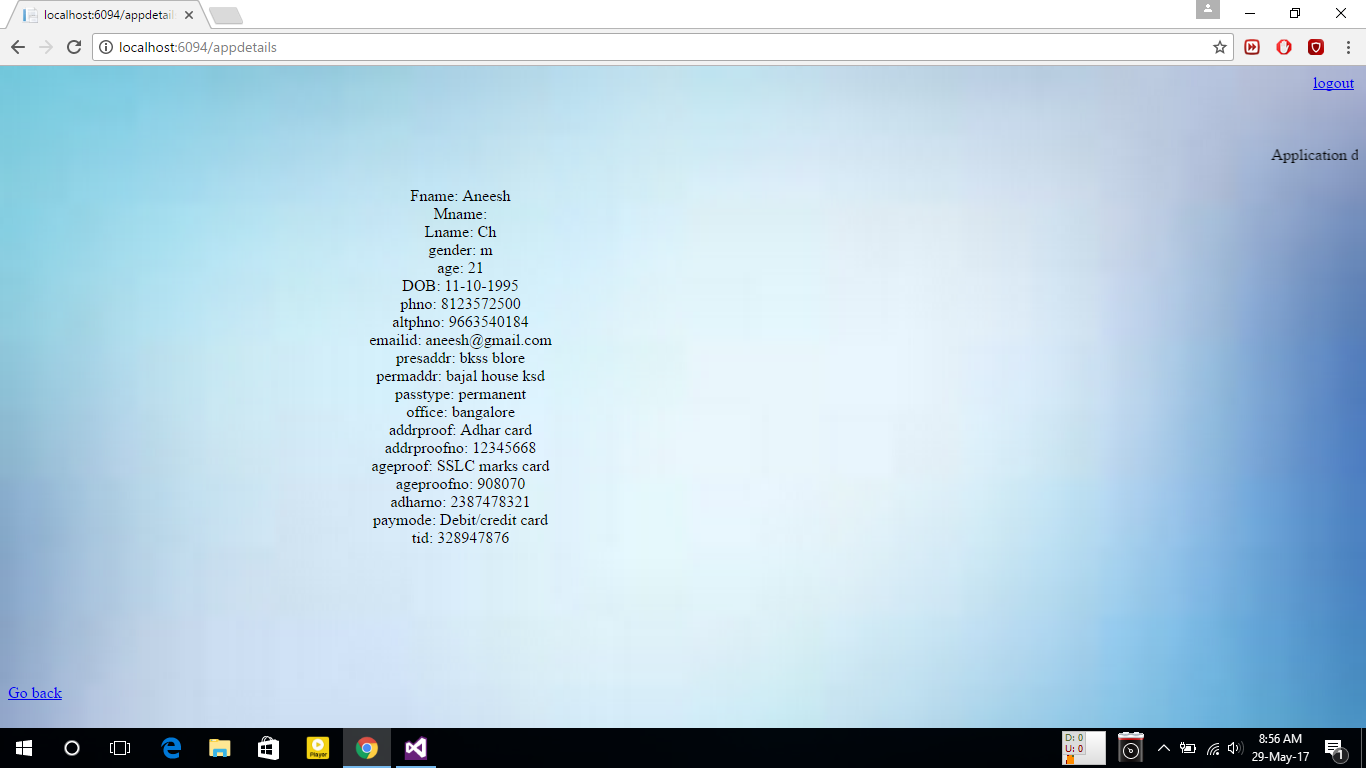 localhost:6094/appdetail
localhost:6094/appdetails
logout
Application d
Fname: Aneesh
Mname:
Lname: Ch
gender: m
age: 21
DOB: 11-10-1995
phno: 8123572500
altphno: 9663540184
emailid: aneesh@gmail.com
presaddr: bkss blore
permaddr: bajal house ksd
passtype: permanent
office: bangalore
addrproof: Adhar card
addrproofno: 12345668
ageproof: SSLC marks card
ageproofno: 908070
adharno: 2387478321
paymode: Debit/credit card
tid: 328947876
Go back
Player
D: 0
U: 0
8:56 AM
29-May-17
1